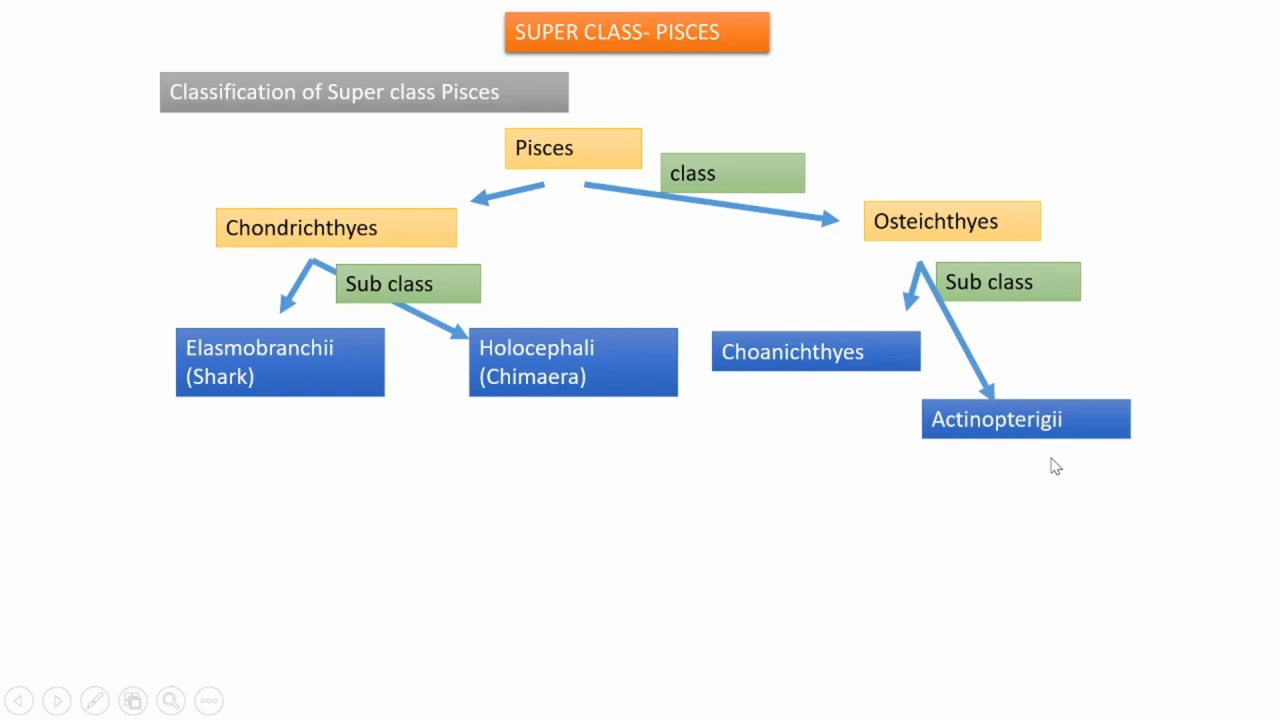 SUPER CLASS- PISCES
Classification of Super class Pisces
Pisces
class
Chondrichthyes
Osteichthyes
Sub class
Sub class
Elasmobranchii
(Shark)
Holocephali
(Chimaera)
Choanichthyes
Actinopterigii